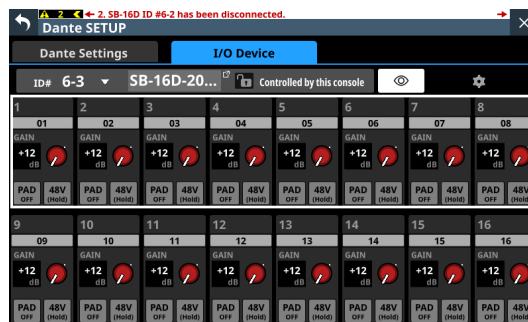 2 ← 2. SB-16D ID #6-2 has been disconnected. →
Dante SETUP
Dante Settings I/O Device
ID# 6-3 SB-16D-20... Controlled by this console
1 2 3 4 5 6 7 8
01 02 03 04 05 06 07 08
GAIN GAIN GAIN GAIN GAIN GAIN GAIN GAIN
+12 +12 +12 +12 +12 +12 +12 +12
dB dB dB dB dB dB dB dB
PAD 48V PAD 48V PAD 48V PAD 48V PAD 48V PAD 48V PAD 48V PAD 48V
OFF (Hold) OFF (Hold) OFF (Hold) OFF (Hold) OFF (Hold) OFF (Hold) OFF (Hold) OFF (Hold)
9 10 11 12 13 14 15 16
09 10 11 12 13 14 15 16
GAIN GAIN GAIN GAIN GAIN GAIN GAIN GAIN
+12 +12 +12 +12 +12 +12 +12 +12
dB dB dB dB dB dB dB dB
PAD 48V PAD 48V PAD 48V PAD 48V PAD 48V PAD 48V PAD 48V PAD 48V
OFF (Hold) OFF (Hold) OFF (Hold) OFF (Hold) OFF (Hold) OFF (Hold) OFF (Hold) OFF (Hold)